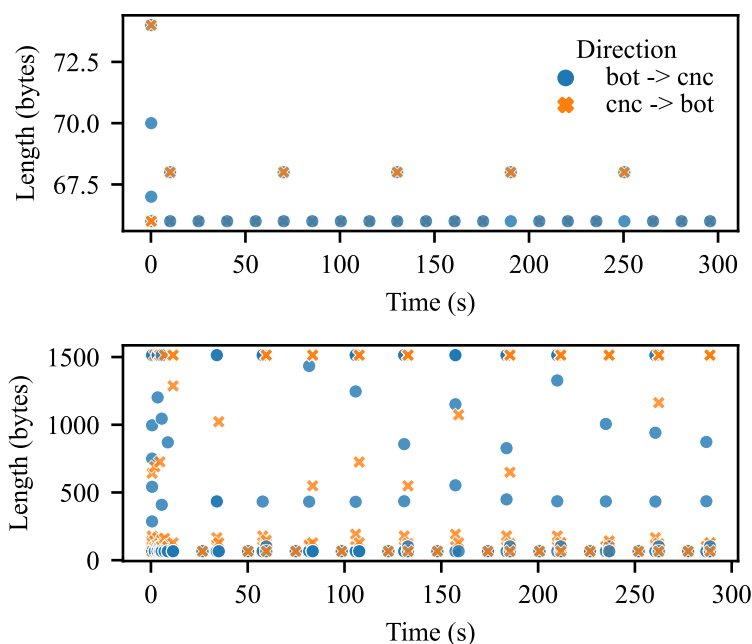 72.5
70.0
67.5
Length (bytes)
Direction
bot -> cnc
cnc -> bot
0 50 100 150 200 250 300
Time (s)
1500
1000
500
0
Length (bytes)
0 50 100 150 200 250 300
Time (s)